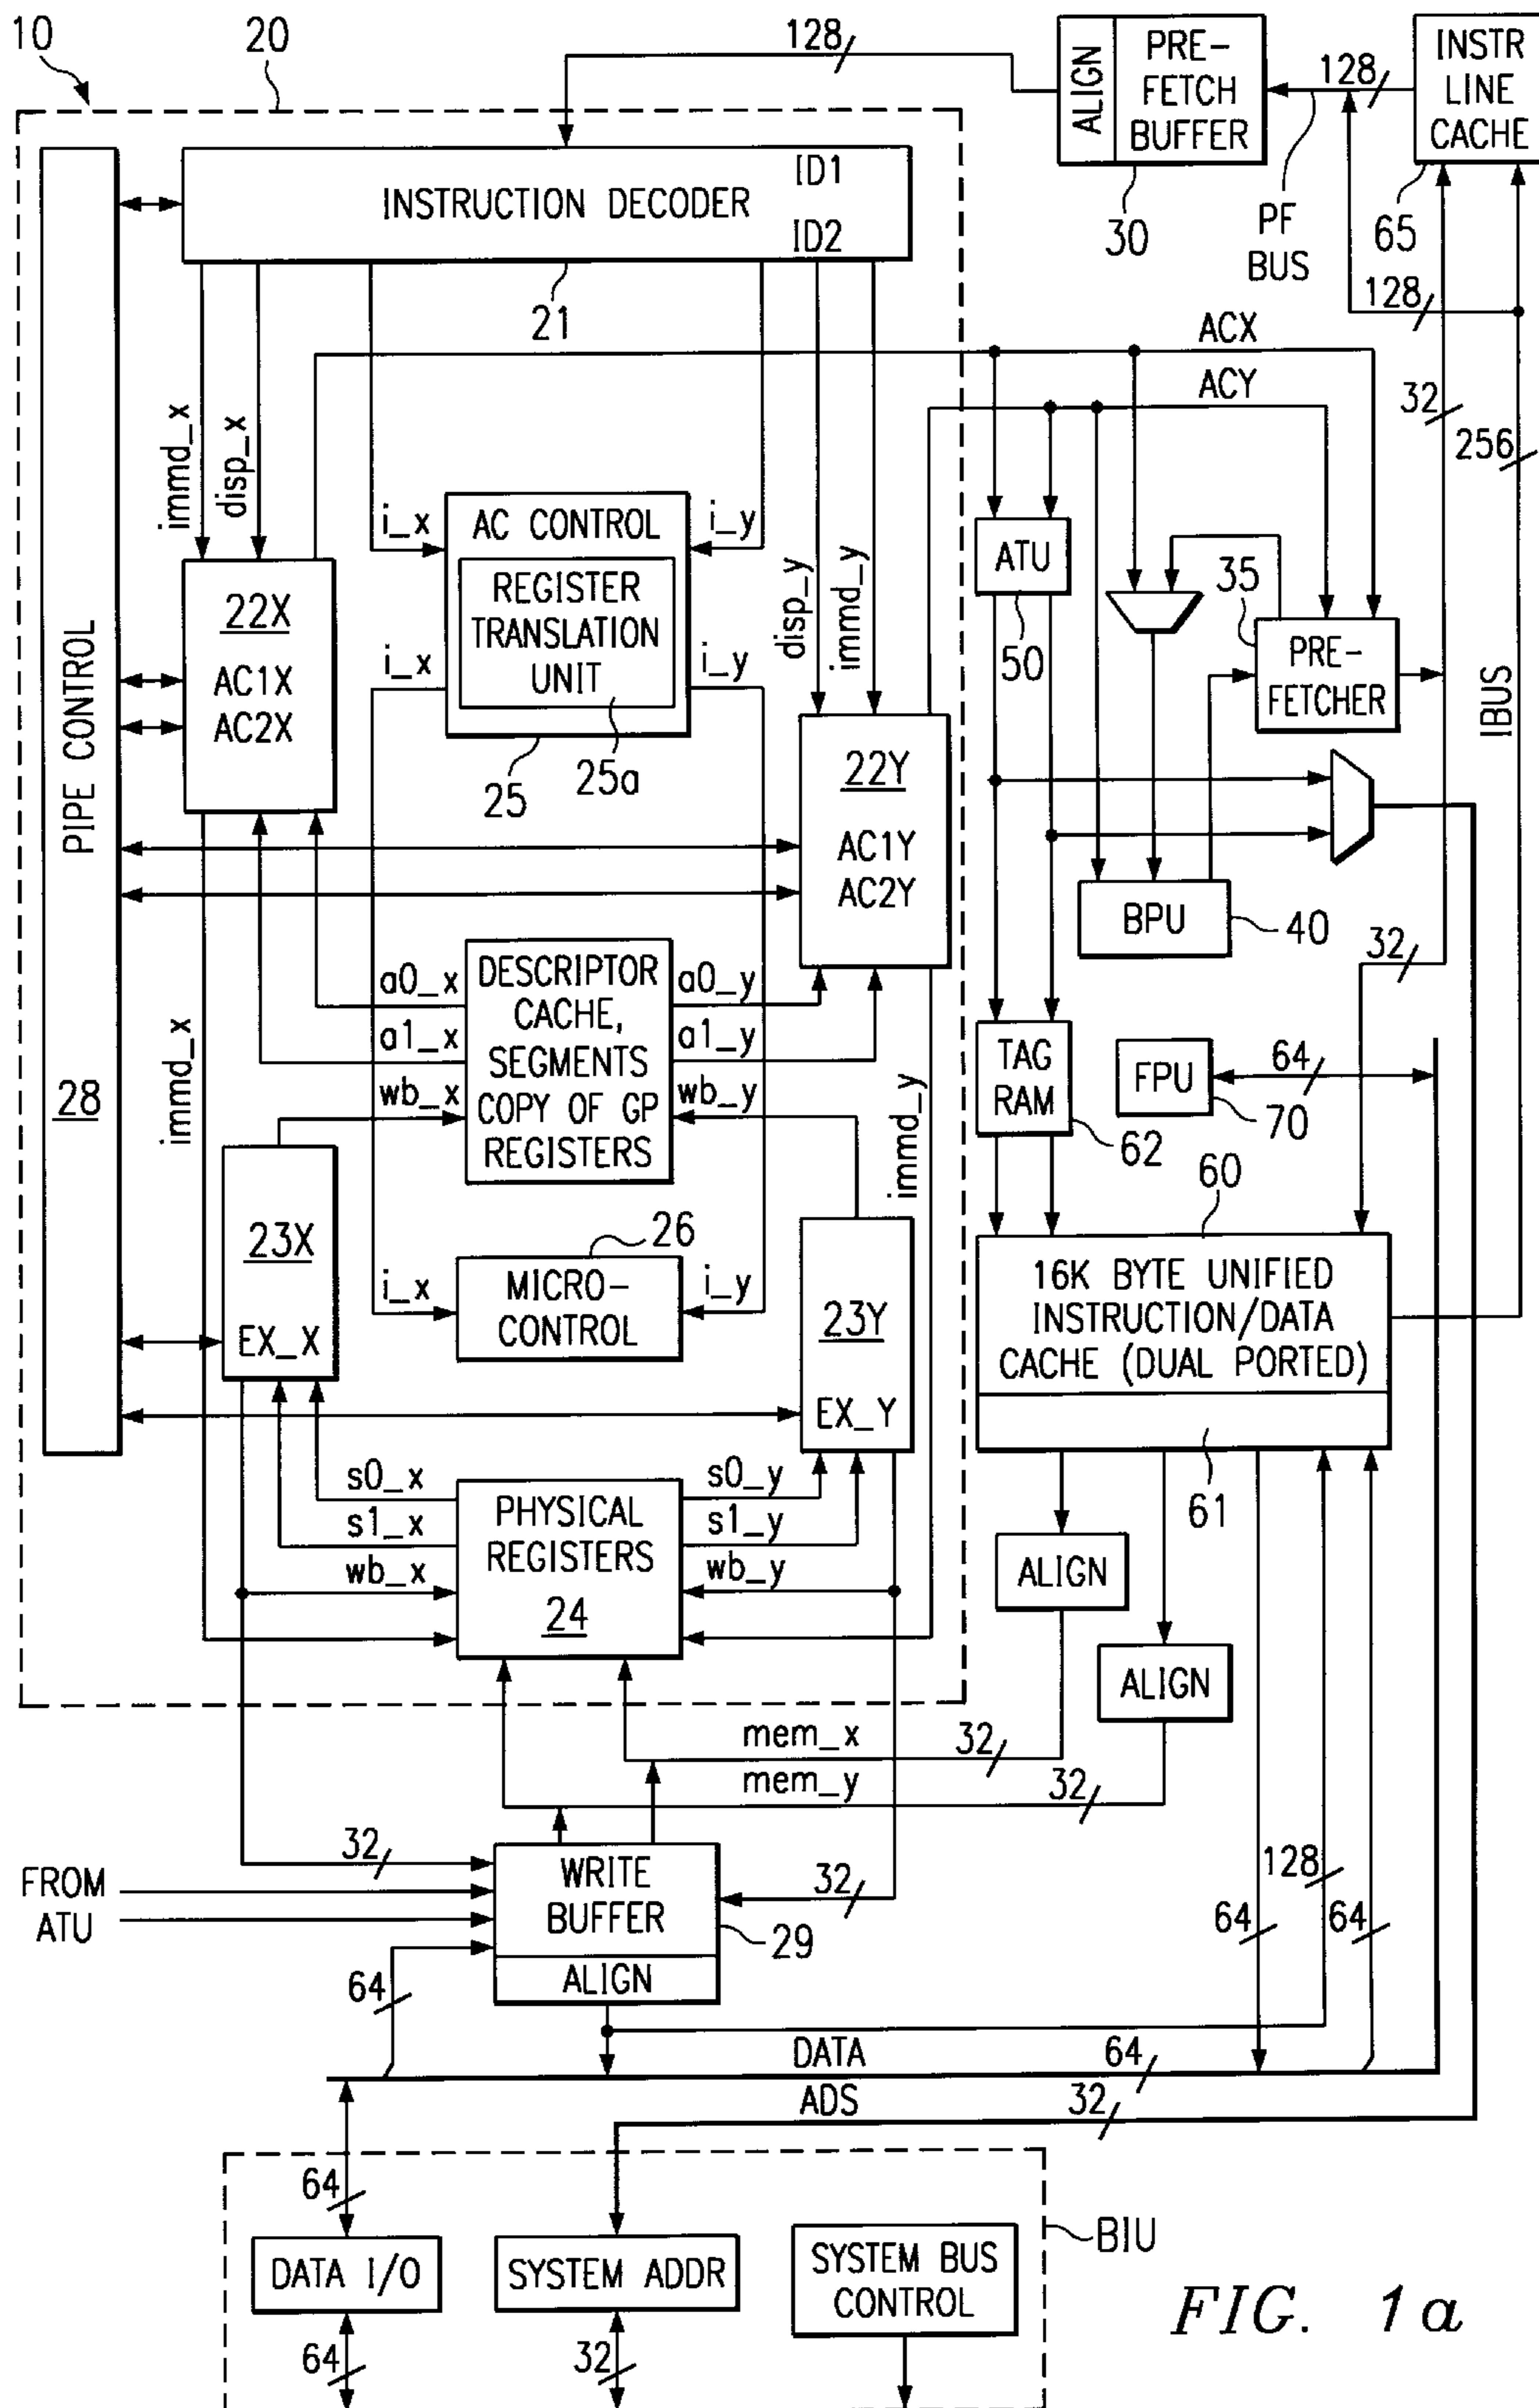 10
20
128
ALIGN
PRE-
FETCH
BUFFER
30
128
PF
BUS
INSTR
LINE
CACHE
65
128
ID1
INSTRUCTION DECODER
ID2
21
ACX
ACY
32
256
IBUS
PIPE CONTROL
28
immd_x
disp_x
i_x
AC CONTROL
i_y
REGISTER
TRANSLATION
UNIT
i_x
i_y
25
25a
disp_y
immd_y
22X
AC1X
AC2X
22Y
AC1Y
AC2Y
ATU
50
35
PRE-
FETCHER
BPU
40
32
a0_x
a1_x
wb_x
DESCRIPTOR
CACHE,
SEGMENTS
COPY OF GP
REGISTERS
a0_y
a1_y
wb_y
immd_x
immd_y
TAG
RAM
62
FPU
70
64
60
16K BYTE UNIFIED
INSTRUCTION/DATA
CACHE (DUAL PORTED)
61
23X
EX_X
26
i_x
MICRO-
CONTROL
i_y
23Y
EX_Y
s0_x
s1_x
wb_x
PHYSICAL
REGISTERS
24
s0_y
s1_y
wb_y
ALIGN
ALIGN
mem_x
32
mem_y
32
32
FROM
ATU
WRITE
BUFFER
ALIGN
32
29
64
128
64
64
DATA
64
ADS
32
64
DATA I/O
SYSTEM ADDR
SYSTEM BUS
CONTROL
BIU
64
32
FIG. 1a